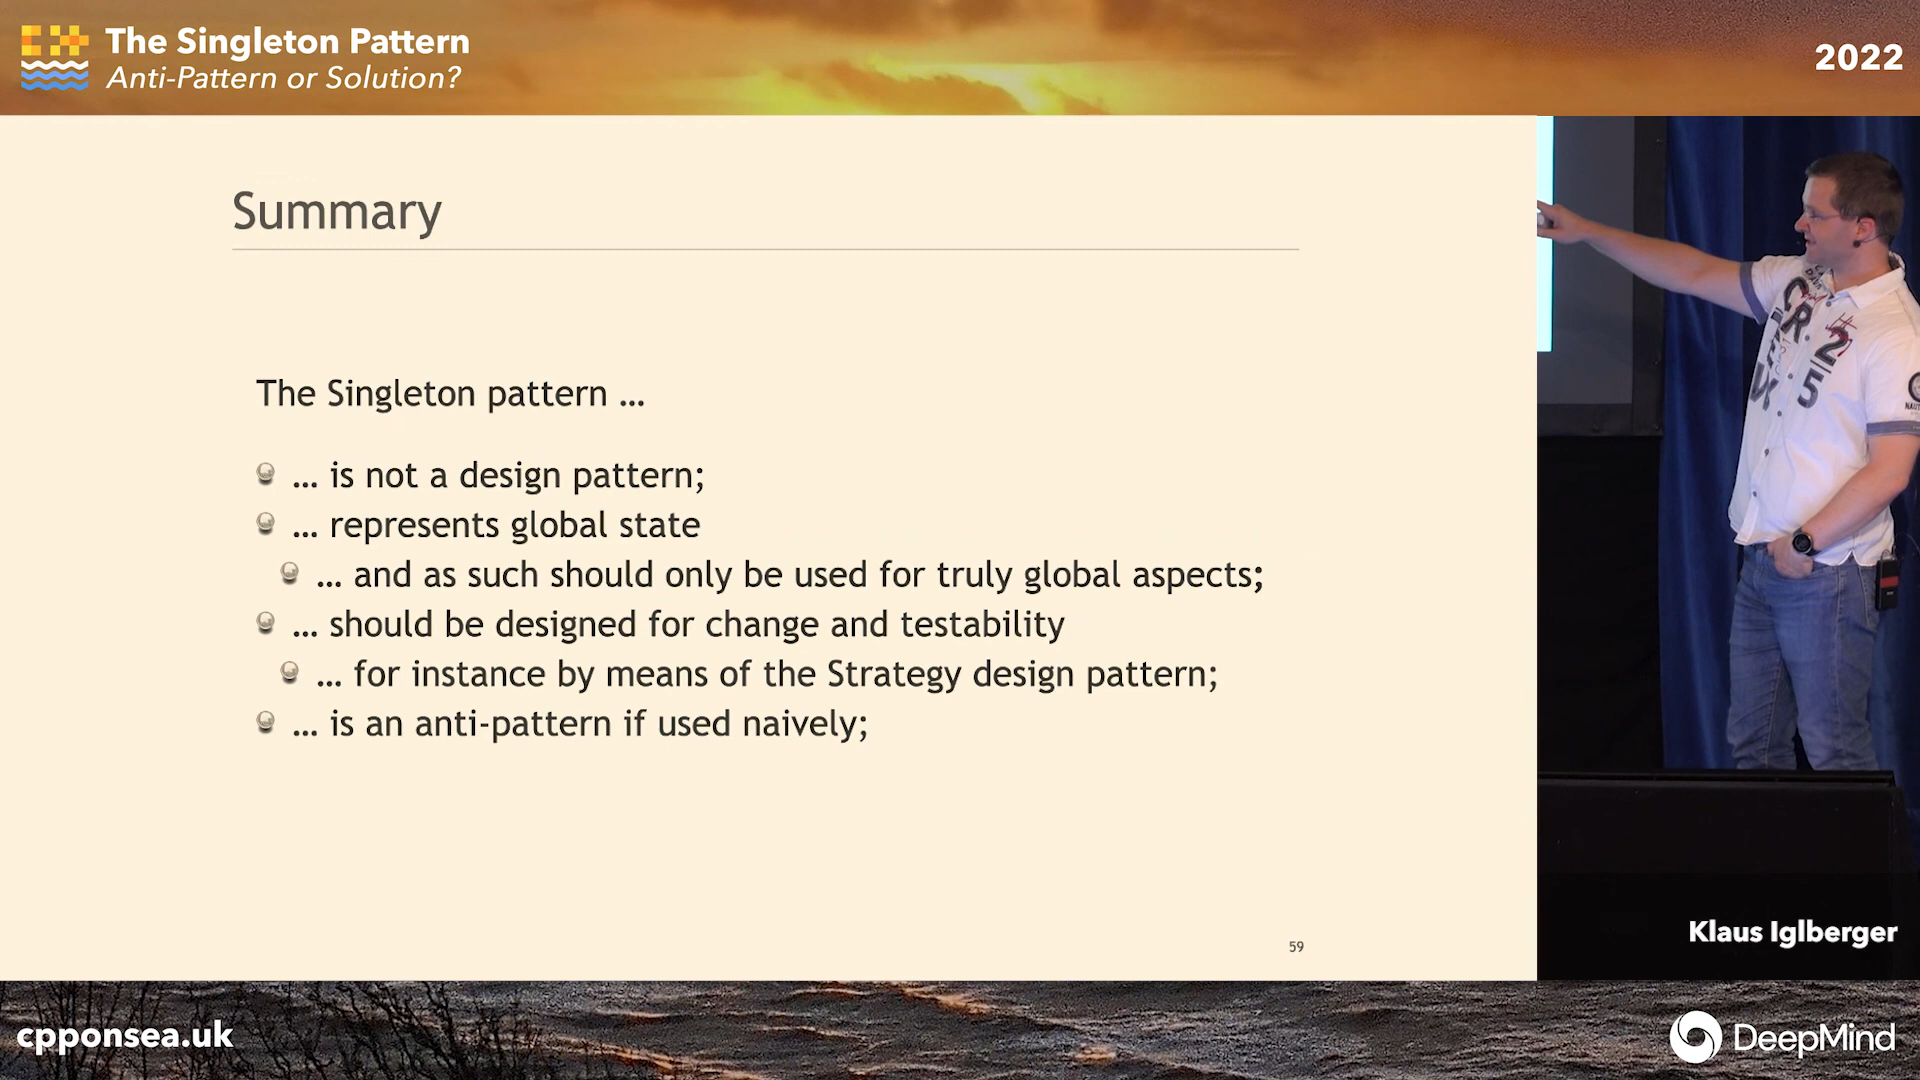 The Singleton Pattern
Anti-Pattern or Solution?
2022
Summary
The Singleton pattern ...
... is not a design pattern;
... represents global state
... and as such should only be used for truly global aspects;
... should be designed for change and testability
... for instance by means of the Strategy design pattern;
... is an anti-pattern if used naively;
59
CR
25
Klaus Iglberger
cpponsea.uk
DeepMind